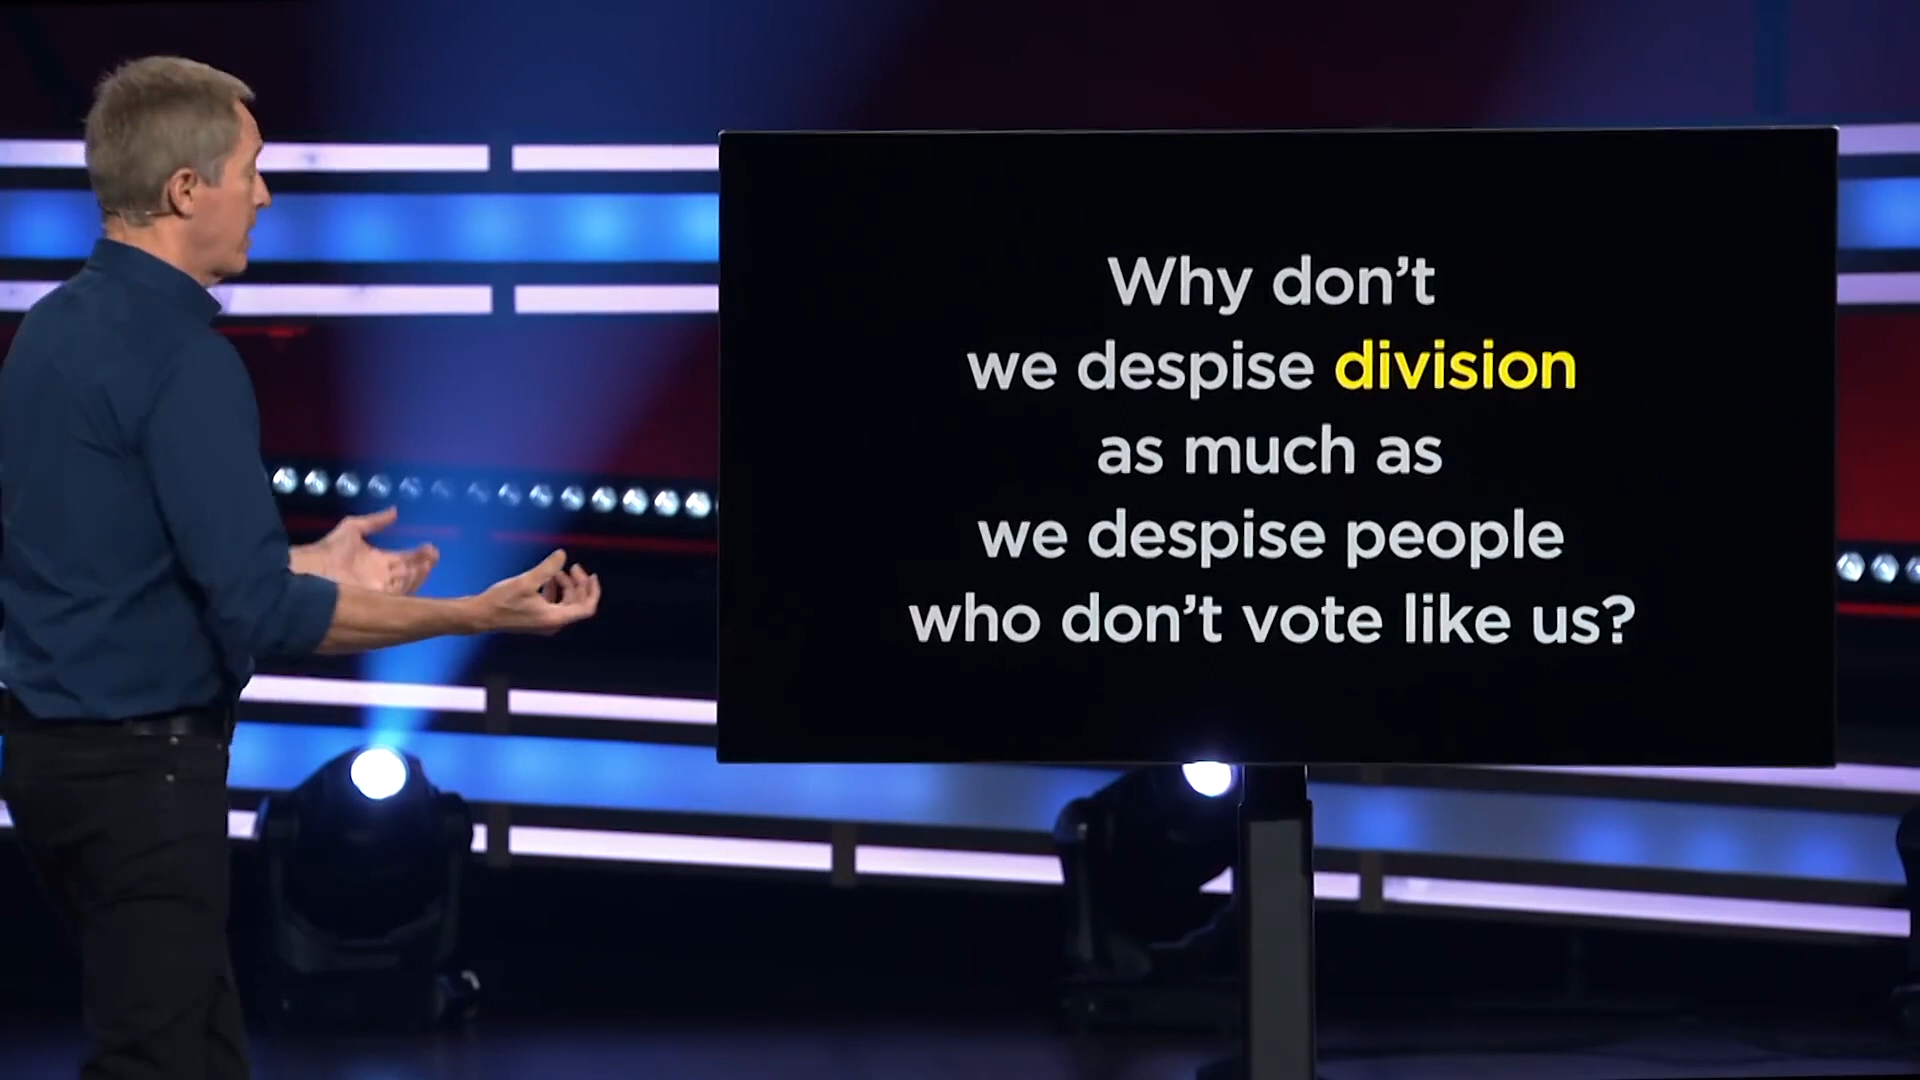 Why don’t
we despise division
as much as
we despise people
who don’t vote like us?